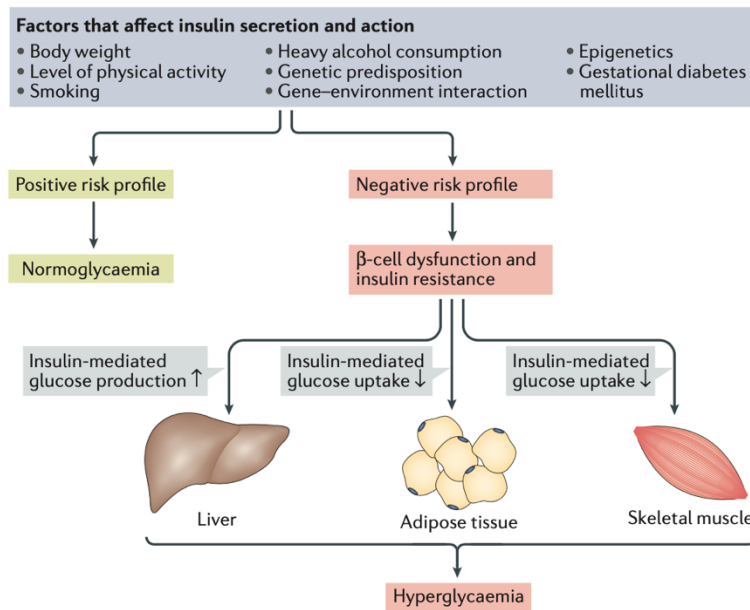 Factors that affect insulin secretion and action
• Body weight
• Level of physical activity
• Smoking
• Heavy alcohol consumption
• Genetic predisposition
• Gene–environment interaction
• Epigenetics
• Gestational diabetes
mellitus
Positive risk profile
Negative risk profile
Normoglycaemia
β-cell dysfunction and
insulin resistance
Insulin-mediated
glucose production ↑
Insulin-mediated
glucose uptake ↓
Insulin-mediated
glucose uptake ↓
Liver
Adipose tissue
Skeletal muscle
Hyperglycaemia